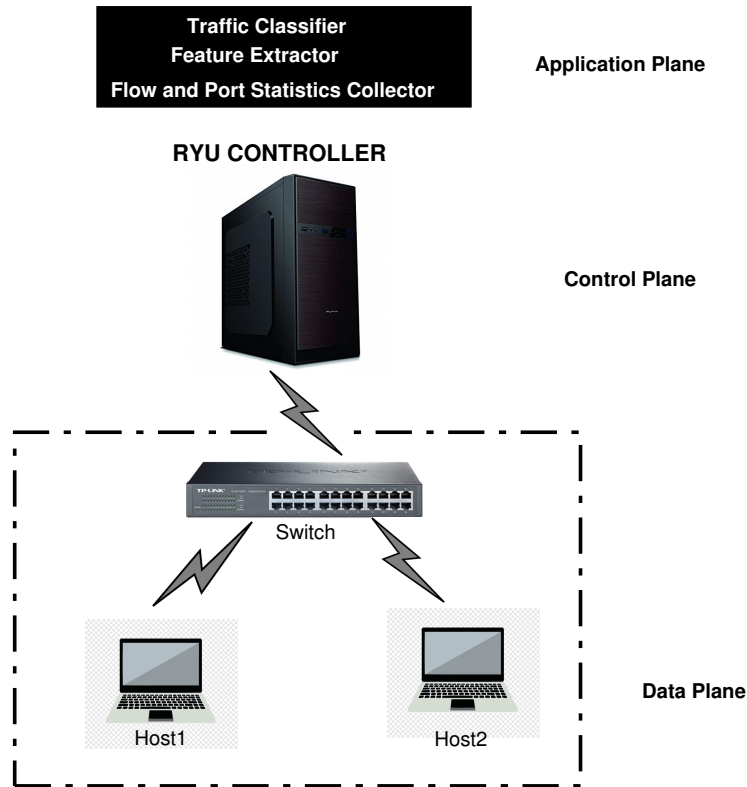 Traffic Classifier
Feature Extractor
Flow and Port Statistics Collector
Application Plane
RYU CONTROLLER
Control Plane
TP-LINK
Switch
Host1
Host2
Data Plane